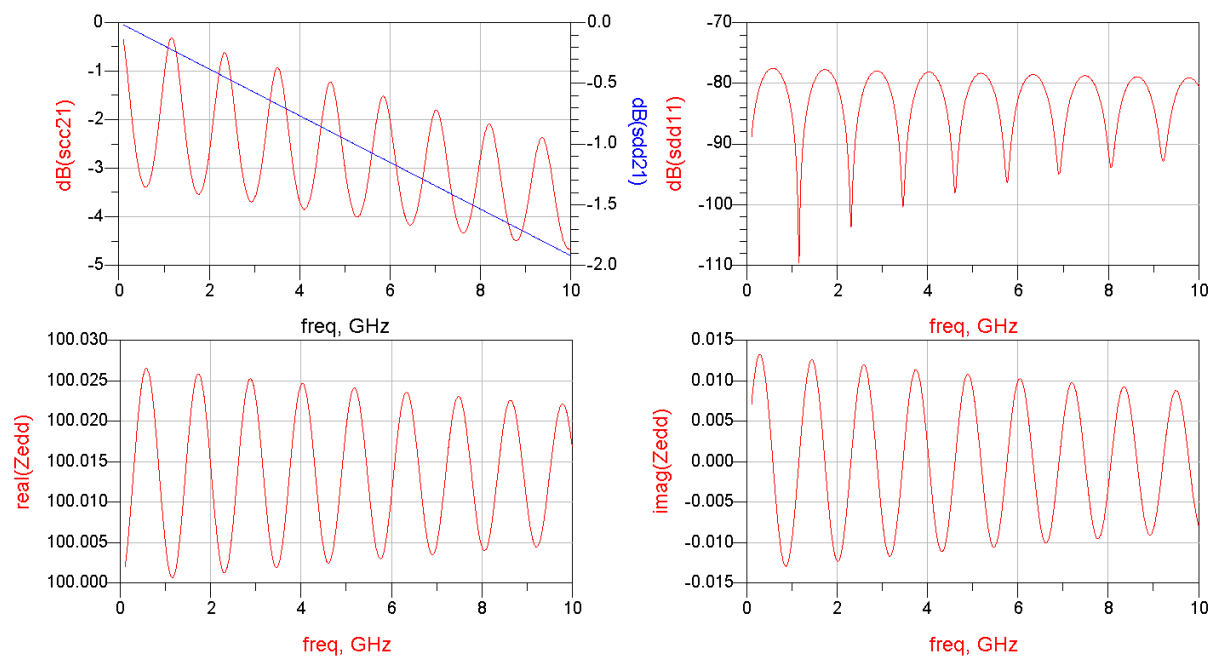 dB(scc21)
0
-1
-2
-3
-4
-5
0.0
-0.5
-1.0
-1.5
-2.0
dB(sdd21)
0 2 4 6 8 10
freq, GHz
dB(sdd11)
-70
-80
-90
-100
-110
0 2 4 6 8 10
freq, GHz
real(Zedd)
100.030
100.025
100.020
100.015
100.010
100.005
100.000
0 2 4 6 8 10
freq, GHz
imag(Zedd)
0.015
0.010
0.005
0.000
-0.005
-0.010
-0.015
0 2 4 6 8 10
freq, GHz